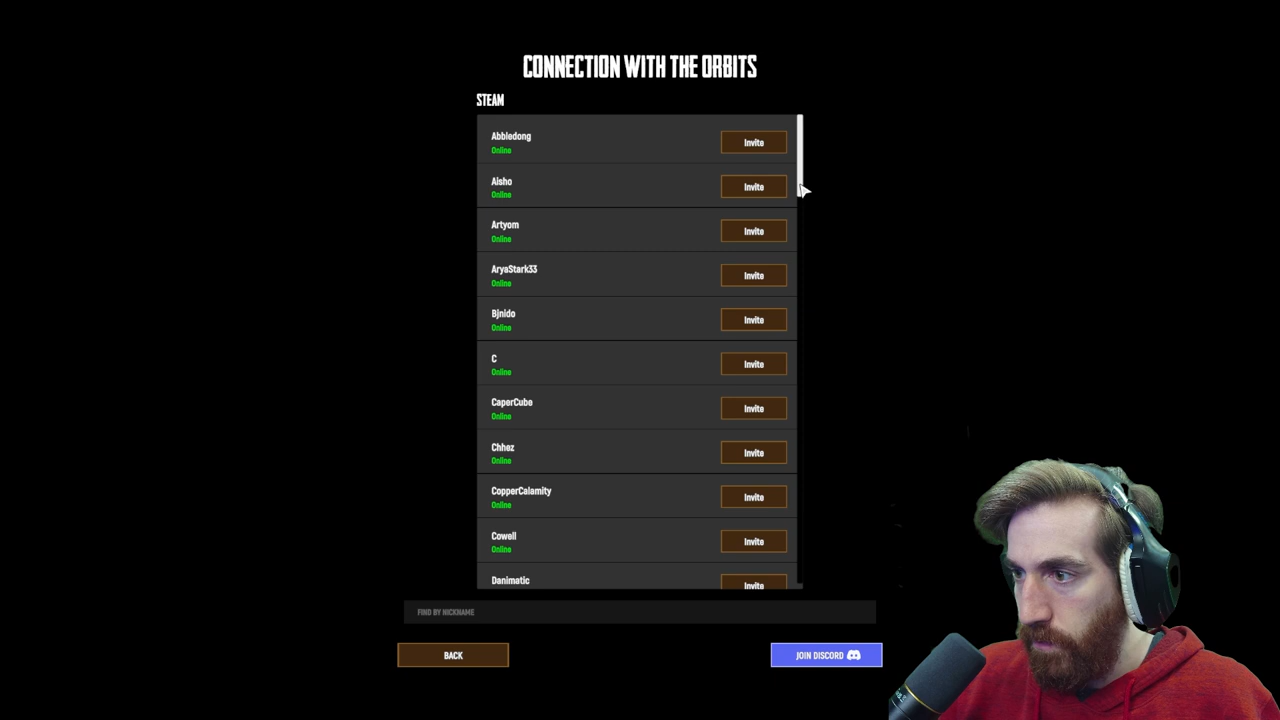 CONNECTION WITH THE ORBITS
STEAM
Abbledong
Online
Invite
Aisho
Online
Invite
Artyom
Online
Invite
AryaStark33
Online
Invite
Bjnido
Online
Invite
C
Online
Invite
CaperCube
Online
Invite
Chhez
Online
Invite
CopperCalamity
Online
Invite
Cowell
Online
Invite
Danimatic
Invite
FIND BY NICKNAME
BACK
JOIN DISCORD